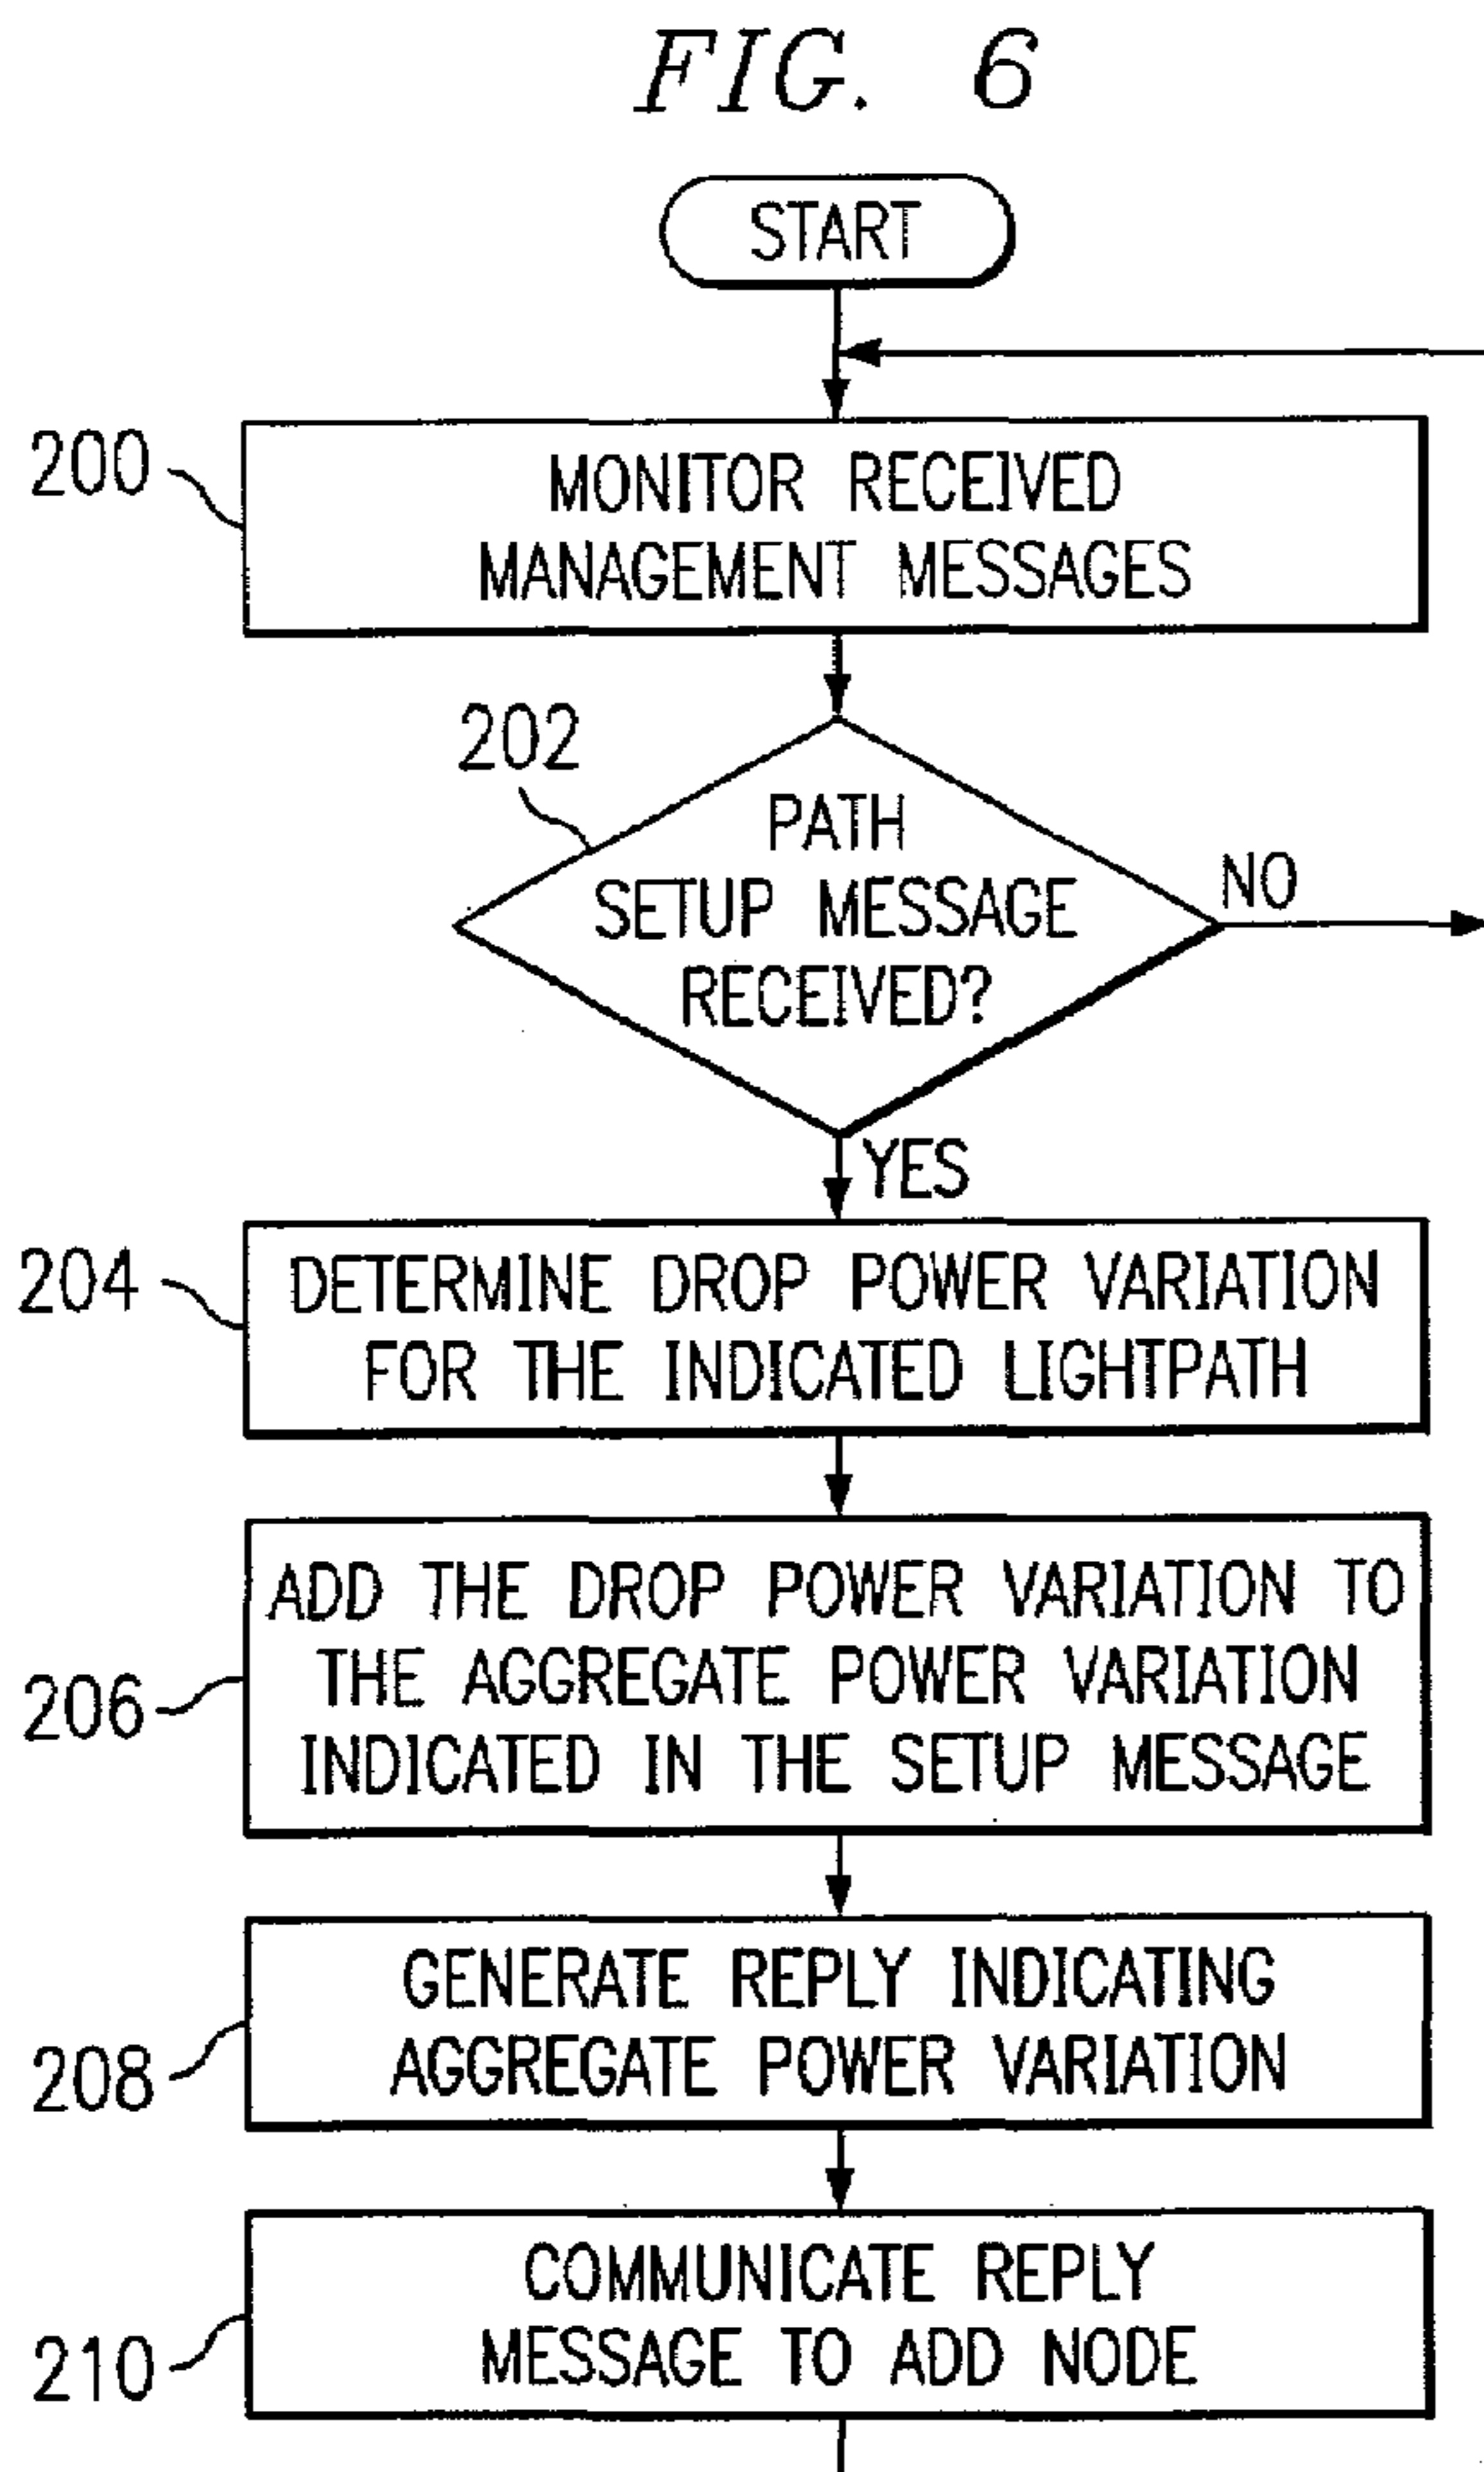 FIG. 6
START
200
MONITOR RECEIVED
MANAGEMENT MESSAGES
202
PATH
SETUP MESSAGE
RECEIVED?
NO
YES
204
DETERMINE DROP POWER VARIATION
FOR THE INDICATED LIGHTPATH
206
ADD THE DROP POWER VARIATION TO
THE AGGREGATE POWER VARIATION
INDICATED IN THE SETUP MESSAGE
208
GENERATE REPLY INDICATING
AGGREGATE POWER VARIATION
210
COMMUNICATE REPLY
MESSAGE TO ADD NODE